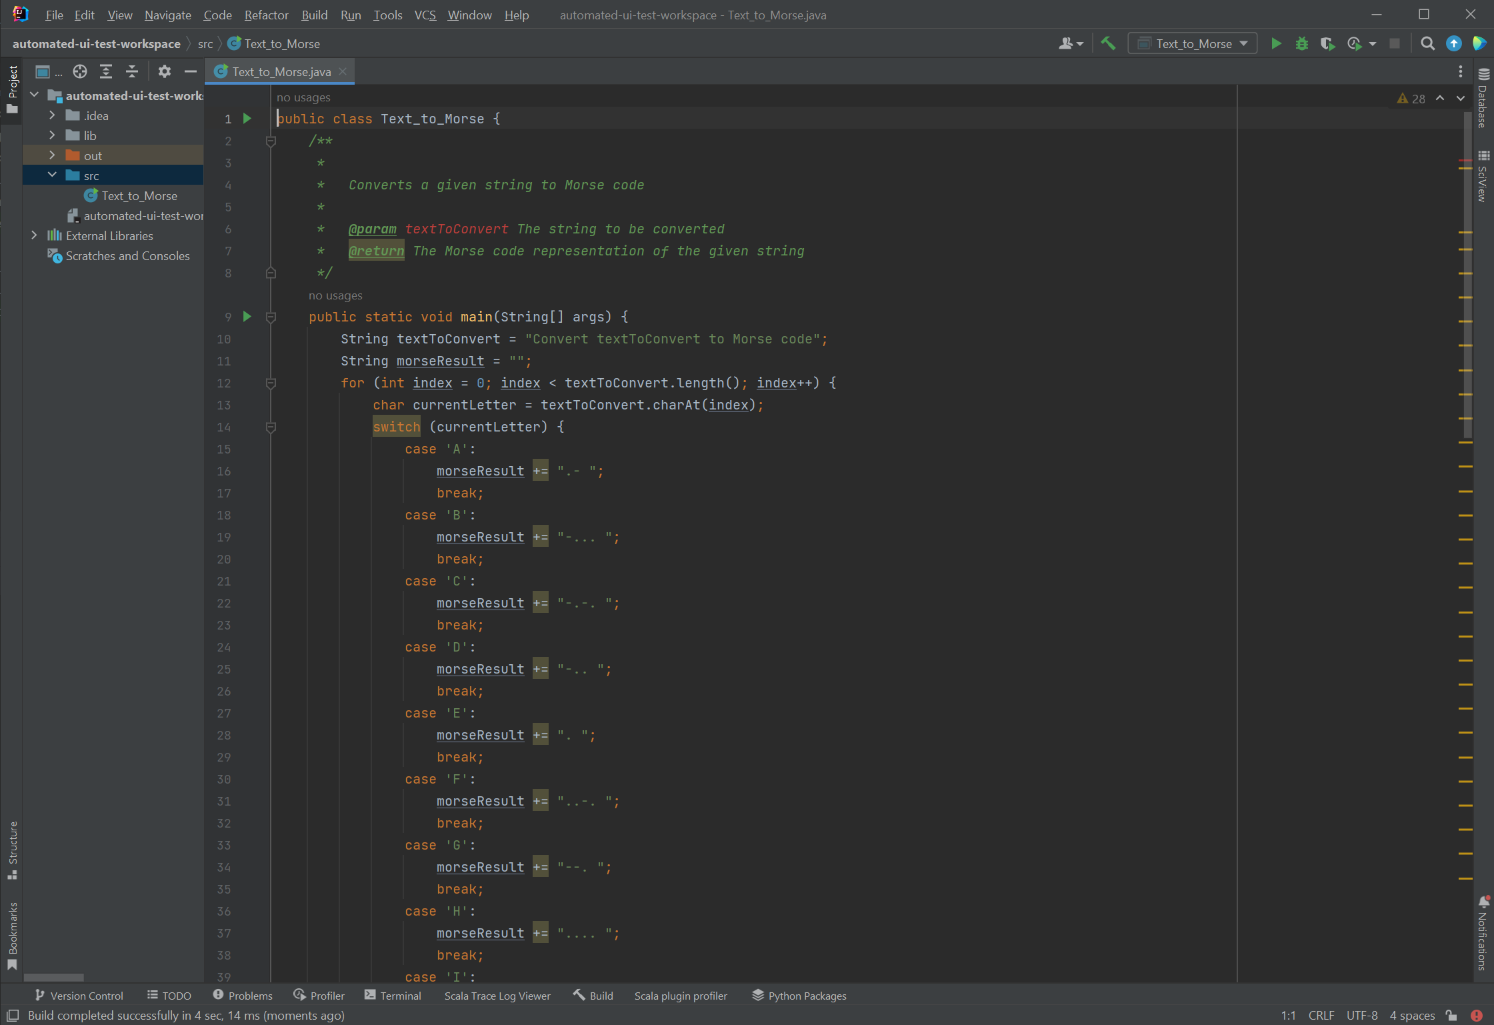 File Edit View Navigate Code Refactor Build Run Tools VCS Window Help automated-ui-test-workspace - Text_to_Morse.java
automated-ui-test-workspace src Text_to_Morse Text_to_Morse
Project ... Text_to_Morse.java
automated-ui-test-work
.idea
lib
out
src
Text_to_Morse
automated-ui-test-wor
External Libraries
Scratches and Consoles
Structure
Bookmarks
no usages 28
1 public class Text_to_Morse {
2 /**
3 *
4 * Converts a given string to Morse code
5 *
6 * @param textToConvert The string to be converted
7 * @return The Morse code representation of the given string
8 */
no usages
9 public static void main(String[] args) {
10 String textToConvert = "Convert textToConvert to Morse code";
11 String morseResult = "";
12 for (int index = 0; index < textToConvert.length(); index++) {
13 char currentLetter = textToConvert.charAt(index);
14 switch (currentLetter) {
15 case 'A':
16 morseResult += ".- ";
17 break;
18 case 'B':
19 morseResult += "-... ";
20 break;
21 case 'C':
22 morseResult += "-.-. ";
23 break;
24 case 'D':
25 morseResult += "-.. ";
26 break;
27 case 'E':
28 morseResult += ". ";
29 break;
30 case 'F':
31 morseResult += "..-. ";
32 break;
33 case 'G':
34 morseResult += "--. ";
35 break;
36 case 'H':
37 morseResult += ".... ";
38 break;
39 case 'I':
Database
SciView
Notifications
Version Control TODO Problems Profiler Terminal Scala Trace Log Viewer Build Scala plugin profiler Python Packages
Build completed successfully in 4 sec, 14 ms (moments ago) 1:1 CRLF UTF-8 4 spaces